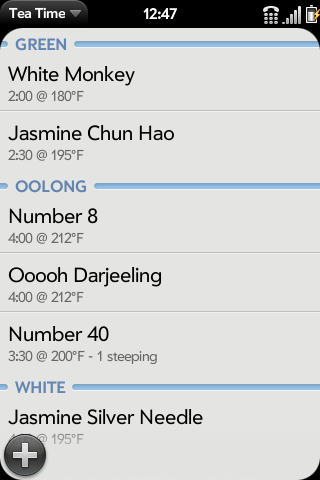 Tea Time 12:47
GREEN
White Monkey
2:00 @ 180°F
Jasmine Chun Hao
2:30 @ 195°F
OOLONG
Number 8
4:00 @ 212°F
Ooooh Darjeeling
4:00 @ 212°F
Number 40
3:30 @ 200°F - 1 steeping
WHITE
Jasmine Silver Needle
@ 195°F